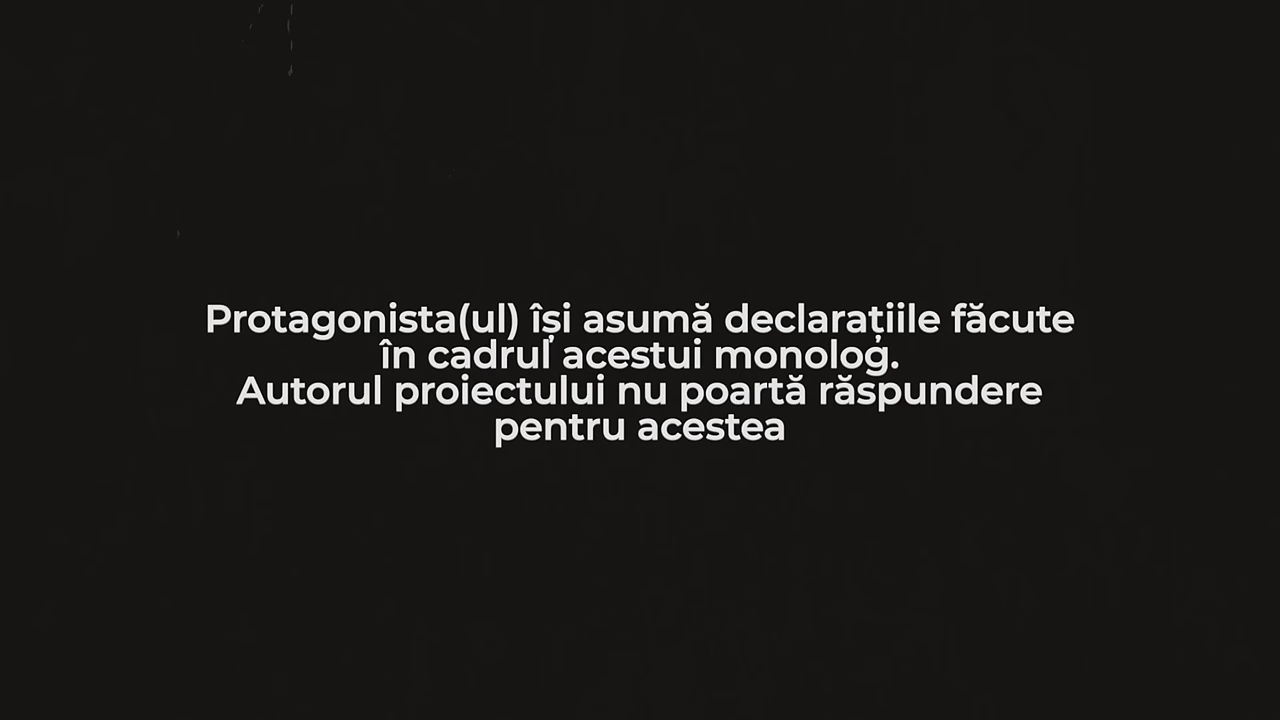 Protagonista(ul) își asumă declarațiile făcute
în cadrul acestui monolog.
Autorul proiectului nu poartă răspundere
pentru acestea